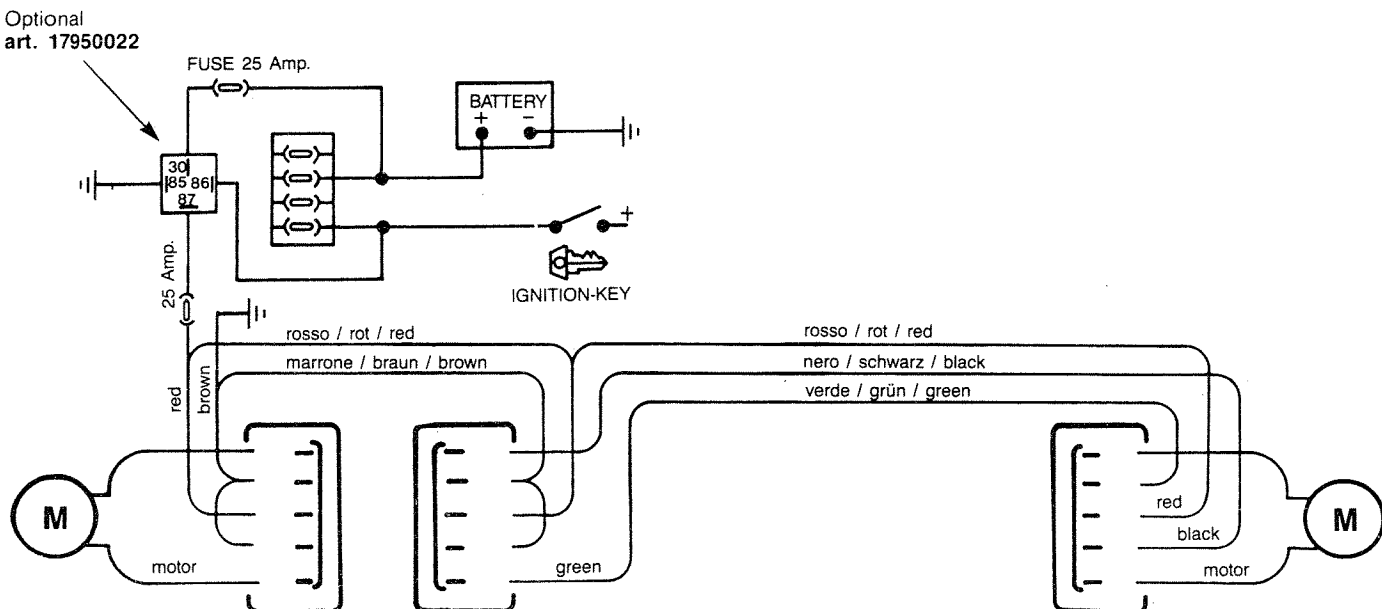 Optional
art. 17950022
FUSE 25 Amp.
BATTERY
+ -
30
85 86
87
+
IGNITION-KEY
25 Amp.
rosso / rot / red
rosso / rot / red
marrone / braun / brown
nero / schwarz / black
verde / grün / green
red
brown
M
motor
green
red
black
motor
M